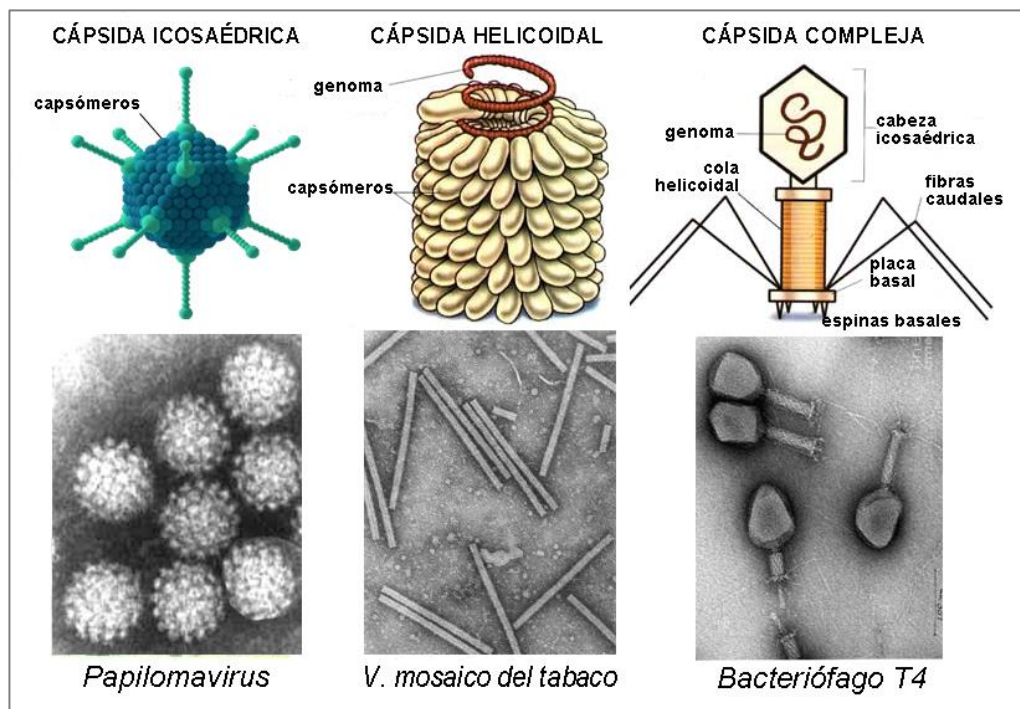 CÁPSIDA ICOSAÉDRICA
capsómeros
CÁPSIDA HELICOIDAL
genoma
capsómeros
CÁPSIDA COMPLEJA
genoma
cabeza
icosaédrica
cola
helicoidal
fibras
caudales
placa
basal
espinas basales
Papilomavirus
V. mosaico del tabaco
Bacteriófago T4